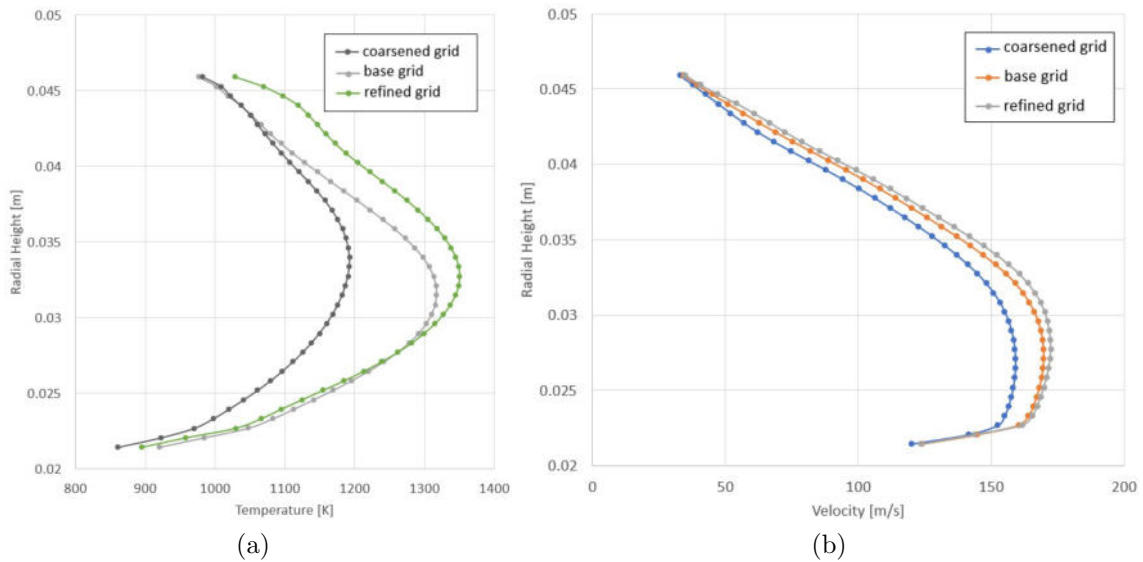 0.05
0.045
0.04
0.035
0.03
0.025
0.02
Radial Height [m]
800 900 1000 1100 1200 1300 1400
Temperature [K]
coarsened grid
base grid
refined grid
(a)
0.05
0.045
0.04
0.035
0.03
0.025
0.02
Radial Height [m]
0 50 100 150 200
Velocity [m/s]
coarsened grid
base grid
refined grid
(b)